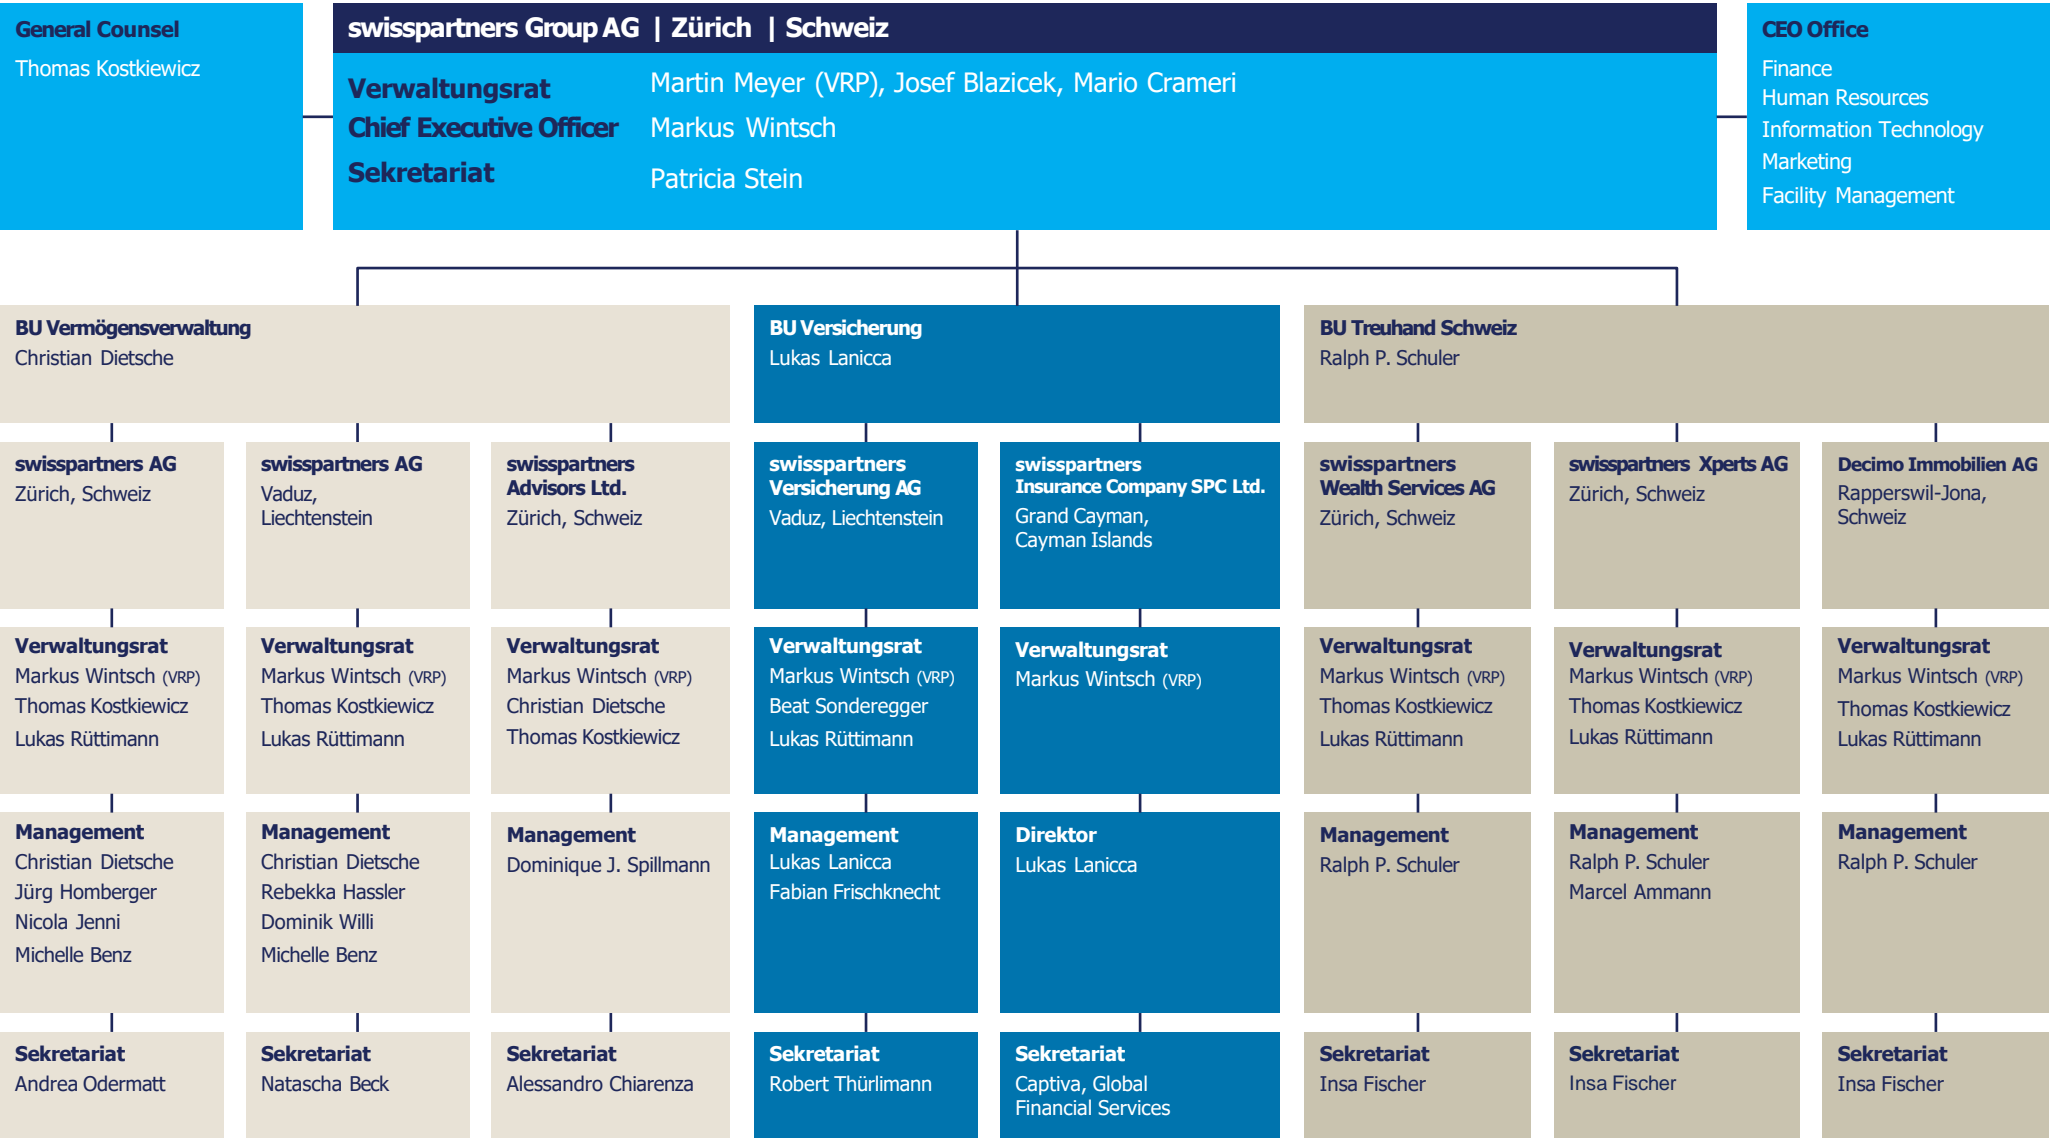 General Counsel
Thomas Kostkiewicz
swisspartners Group AG | Zürich | Schweiz
Verwaltungsrat Martin Meyer (VRP), Josef Blazicek, Mario Crameri
Chief Executive Officer Markus Wintsch
Sekretariat Patricia Stein
CEO Office
Finance
Human Resources
Information Technology
Marketing
Facility Management
BU Vermögensverwaltung
Christian Dietsche
swisspartners AG
Zürich, Schweiz
Verwaltungsrat
Markus Wintsch (VRP)
Thomas Kostkiewicz
Lukas Rüttimann
Management
Christian Dietsche
Jürg Homberger
Nicola Jenni
Michelle Benz
Sekretariat
Andrea Odermatt
swisspartners AG
Vaduz,
Liechtenstein
Verwaltungsrat
Markus Wintsch (VRP)
Thomas Kostkiewicz
Lukas Rüttimann
Management
Christian Dietsche
Rebekka Hassler
Dominik Willi
Michelle Benz
Sekretariat
Natascha Beck
swisspartners
Advisors Ltd.
Zürich, Schweiz
Verwaltungsrat
Markus Wintsch (VRP)
Christian Dietsche
Thomas Kostkiewicz
Management
Dominique J. Spillmann
Sekretariat
Alessandro Chiarenza
BU Versicherung
Lukas Lanicca
swisspartners
Versicherung AG
Vaduz, Liechtenstein
Verwaltungsrat
Markus Wintsch (VRP)
Beat Sonderegger
Lukas Rüttimann
Management
Lukas Lanicca
Fabian Frischknecht
Sekretariat
Robert Thürlimann
swisspartners
Insurance Company SPC Ltd.
Grand Cayman,
Cayman Islands
Verwaltungsrat
Markus Wintsch (VRP)
Direktor
Lukas Lanicca
Sekretariat
Captiva, Global
Financial Services
BU Treuhand Schweiz
Ralph P. Schuler
swisspartners
Wealth Services AG
Zürich, Schweiz
Verwaltungsrat
Markus Wintsch (VRP)
Thomas Kostkiewicz
Lukas Rüttimann
Management
Ralph P. Schuler
Sekretariat
Insa Fischer
swisspartners Xperts AG
Zürich, Schweiz
Verwaltungsrat
Markus Wintsch (VRP)
Thomas Kostkiewicz
Lukas Rüttimann
Management
Ralph P. Schuler
Marcel Ammann
Sekretariat
Insa Fischer
Decimo Immobilien AG
Rapperswil-Jona,
Schweiz
Verwaltungsrat
Markus Wintsch (VRP)
Thomas Kostkiewicz
Lukas Rüttimann
Management
Ralph P. Schuler
Sekretariat
Insa Fischer